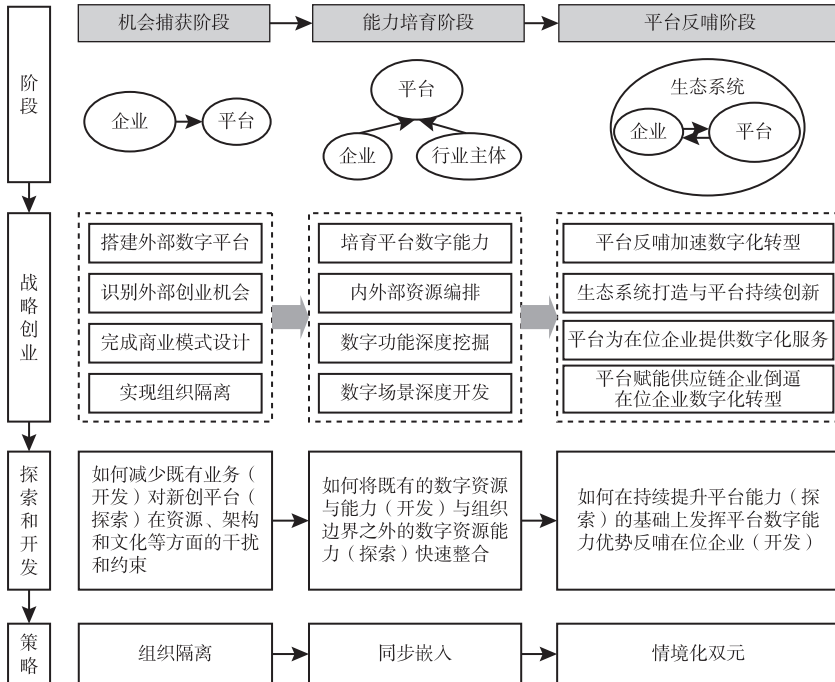 机会捕获阶段
能力培育阶段
平台反哺阶段
阶段
企业
平台
平台
企业
行业主体
生态系统
企业
平台
战略创业
搭建外部数字平台
识别外部创业机会
完成商业模式设计
实现组织隔离
培育平台数字能力
内外部资源编排
数字功能深度挖掘
数字场景深度开发
平台反哺加速数字化转型
生态系统打造与平台持续创新
平台为在位企业提供数字化服务
平台赋能供应链企业倒逼
在位企业数字化转型
探索和开发
如何减少既有业务（
开发）对新创平台（
探索）在资源、架构
和文化等方面的干扰
和约束
如何将既有的数字资源
与能力（开发）与组织
边界之外的数字资源能
力（探索）快速整合
如何在持续提升平台能力（探
索）的基础上发挥平台数字能
力优势反哺在位企业（开发）
策略
组织隔离
同步嵌入
情境化双元